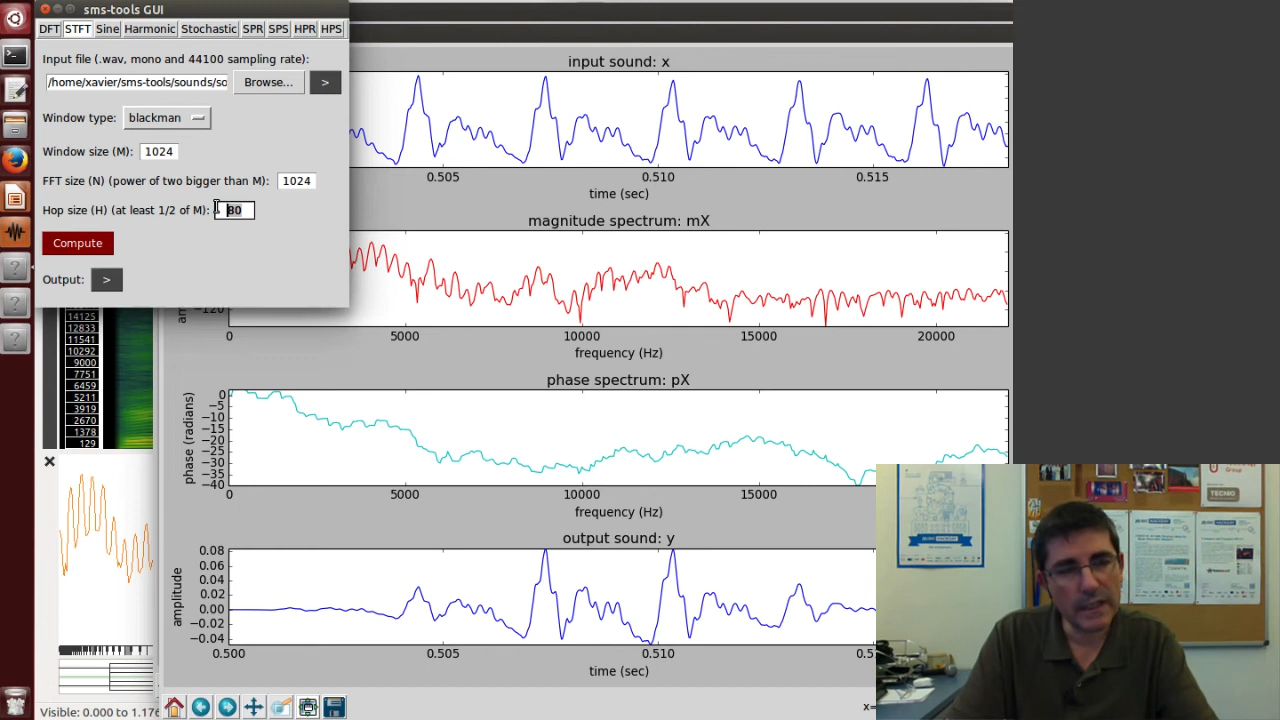 sms-tools GUI
DFT STFT Sine Harmonic Stochastic SPR SPS HPR HPS
Input file (.wav, mono and 44100 sampling rate):
/home/xavier/sms-tools/sounds/so Browse... >
Window type: blackman
Window size (M): 1024
FFT size (N) (power of two bigger than M): 1024
Hop size (H) (at least 1/2 of M): 80
Compute
Output: >
14125
12833
11541
10292
9000
7751
6459
5211
3919
2670
1378
129
Visible: 0.000 to 1.176
input sound: x
0.505 0.510 0.515
time (sec)
magnitude spectrum: mX
−120
0 5000 10000 15000 20000
frequency (Hz)
phase spectrum: pX
phase (radians)
0
−5
−10
−15
−20
−25
−30
−35
−40
0 5000 10000 15000
frequency (Hz)
output sound: y
amplitude
0.08
0.06
0.04
0.02
0.00
−0.02
−0.04
0.500 0.505 0.510 0.5
time (sec)
x=
Group
TECNIO